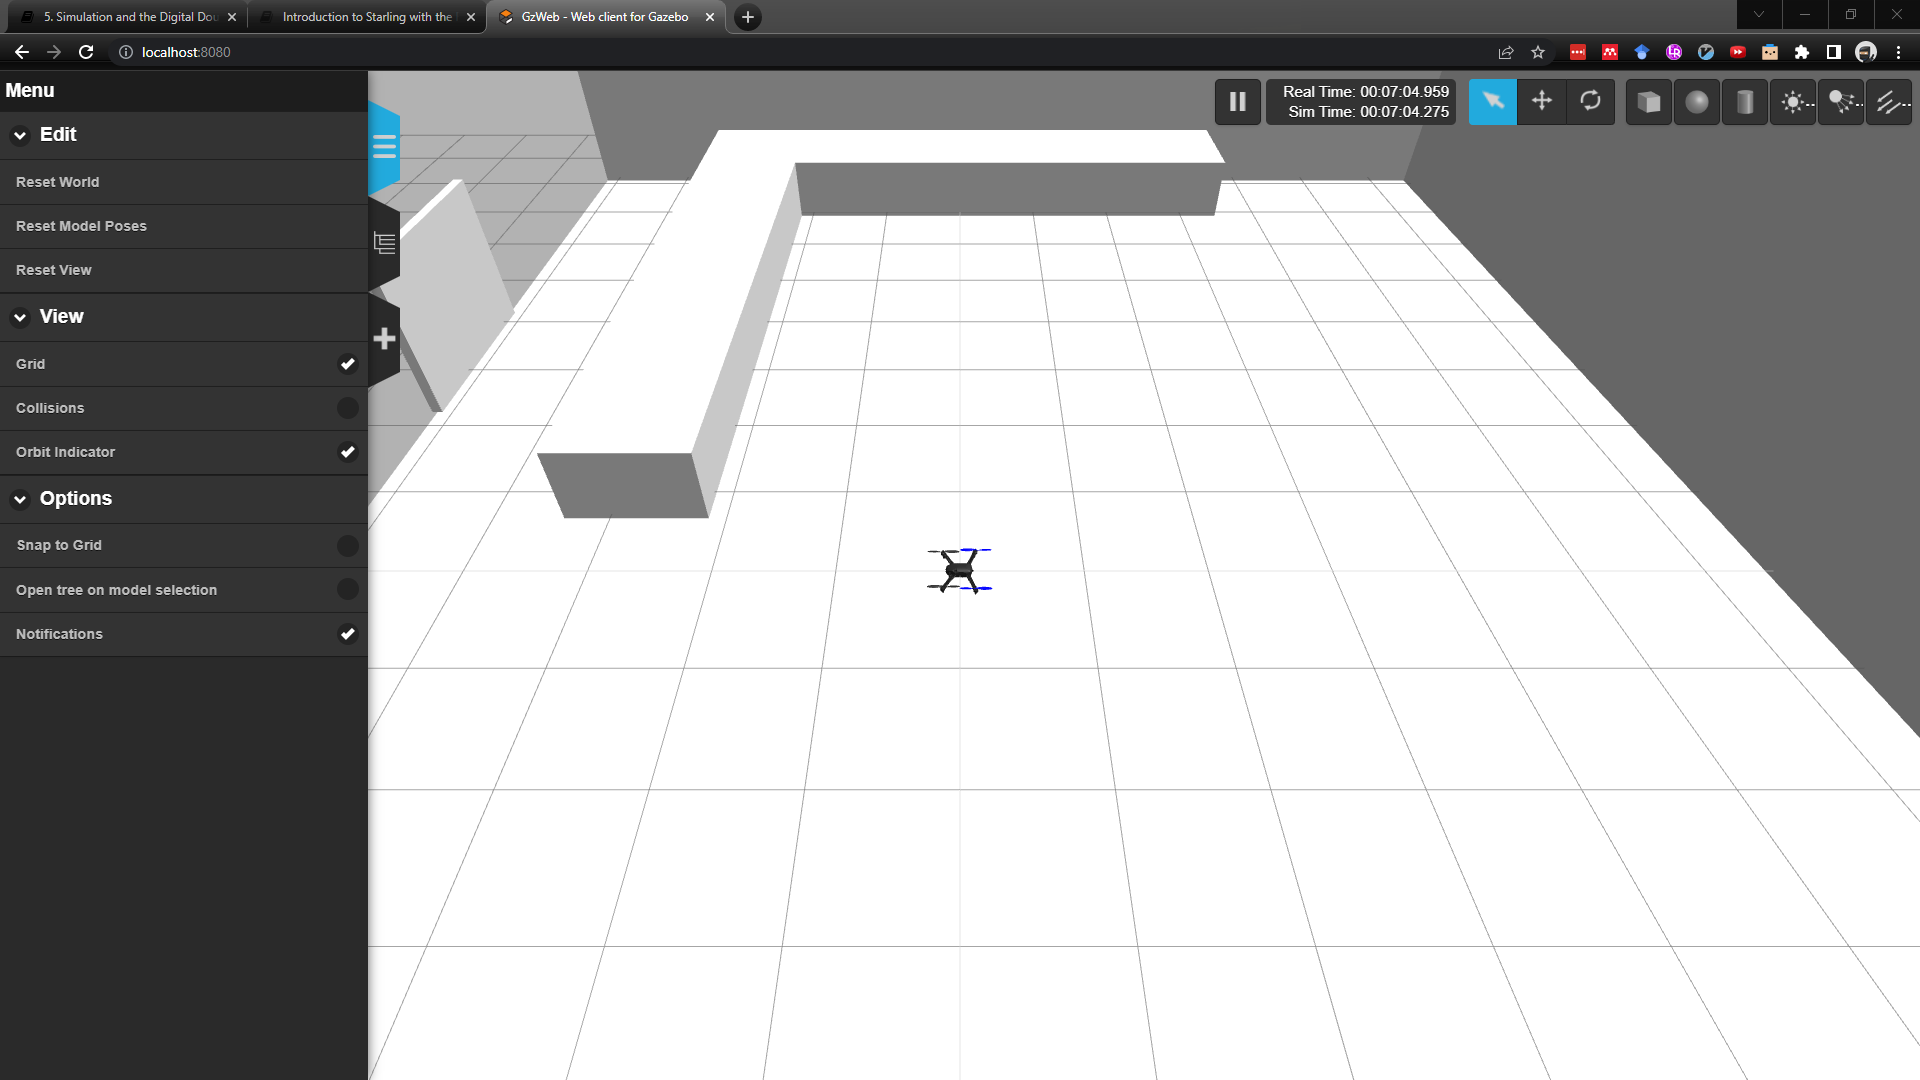 5. Simulation and the Digital Dou
Introduction to Starling with the
GzWeb - Web client for Gazebo
localhost:8080
Menu
Real Time: 00:07:04.959
Sim Time: 00:07:04.275
Edit
Reset World
Reset Model Poses
Reset View
View
Grid
Collisions
Orbit Indicator
Options
Snap to Grid
Open tree on model selection
Notifications